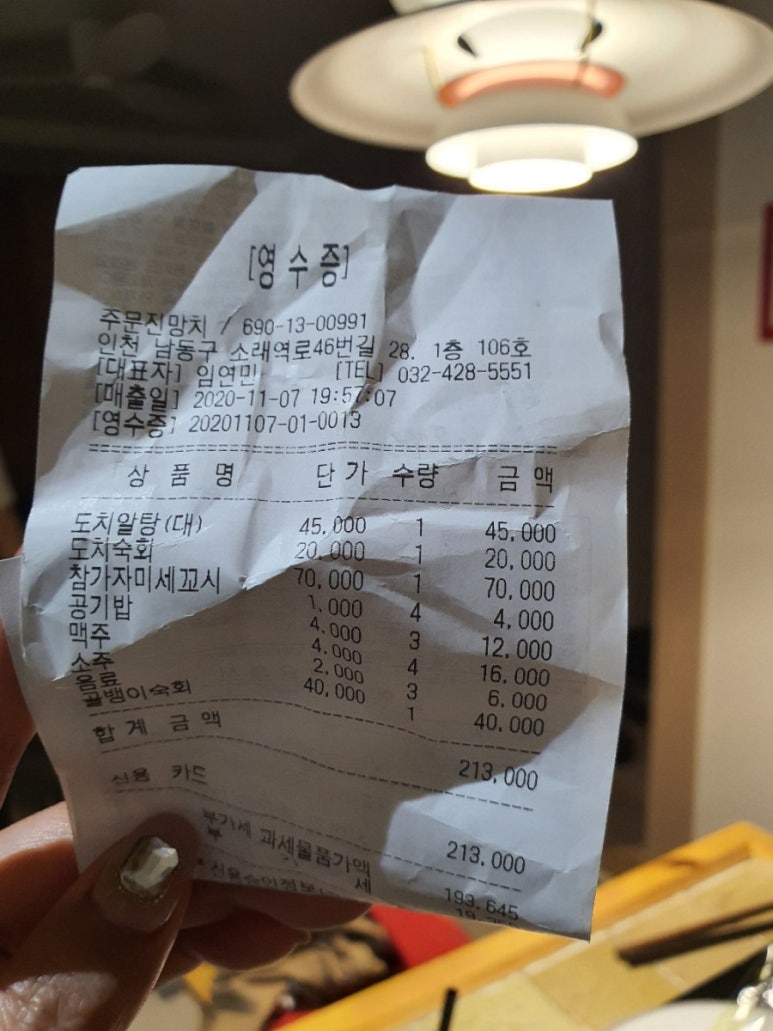 [영수증]
주문진망치 / 690-13-00991
인천 남동구 소래역로46번길 28. 1층 106호
[대표자] 임연민 [TEL] 032-428-5551
[매출일] 2020-11-07 19:57:07
[영수증] 20201107-01-0013
상 품 명 단 가 수량 금 액
도치알탕(대) 45,000 1 45,000
도치숙회 20,000 1 20,000
참가자미세꼬시 70,000 1 70,000
공기밥 1,000 4 4,000
맥주 4,000 3 12,000
소주 4,000 4 16,000
음료 2,000 3 6,000
골뱅이숙회 40,000 1 40,000
합 계 금 액 213,000
신용 카드 213,000
부가세 과세물품가액 193,645
부 세